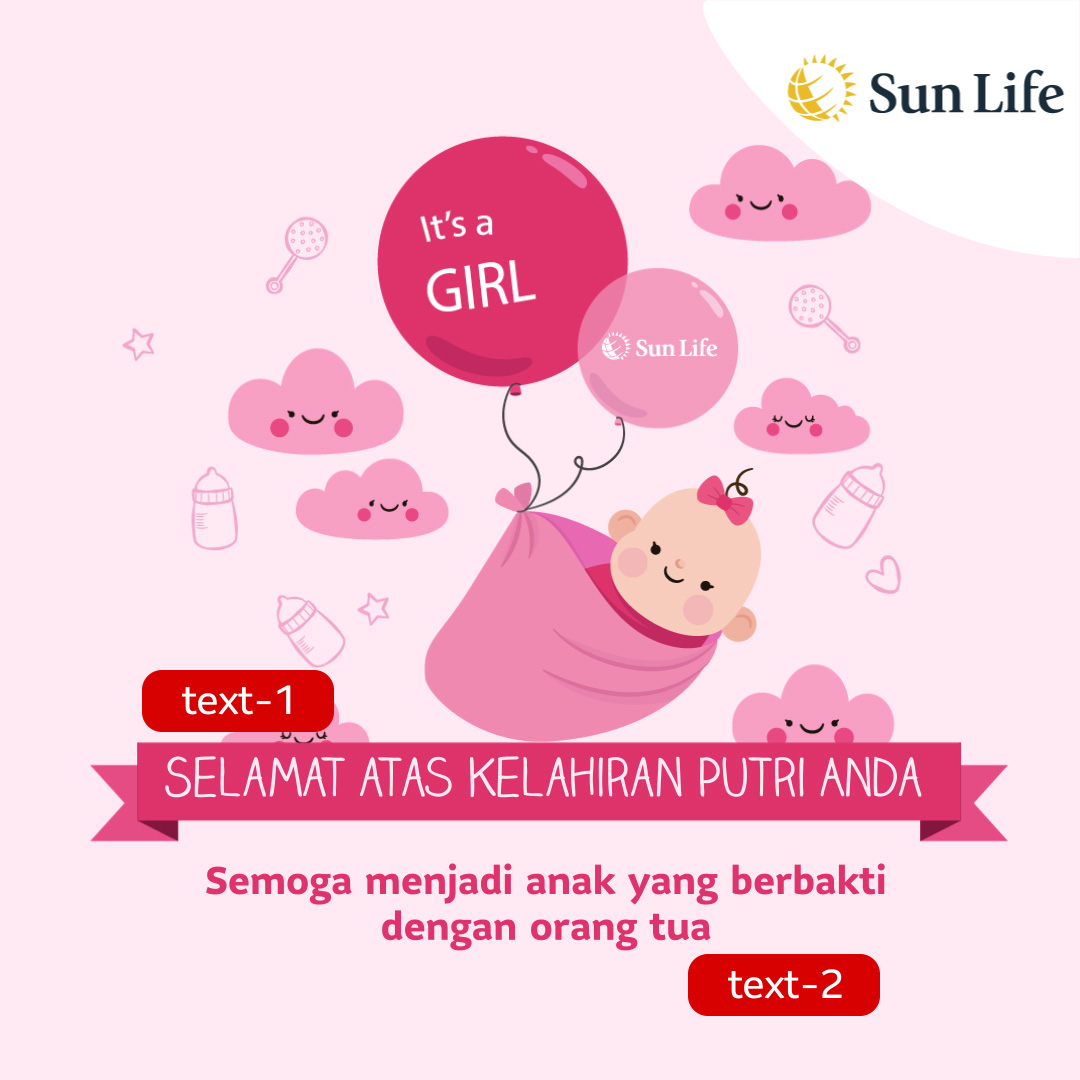 Sun Life
It's a
GIRL
Sun Life
text-1
SELAMAT ATAS KELAHIRAN PUTRI ANDA
Semoga menjadi anak yang berbakti
dengan orang tua
text-2